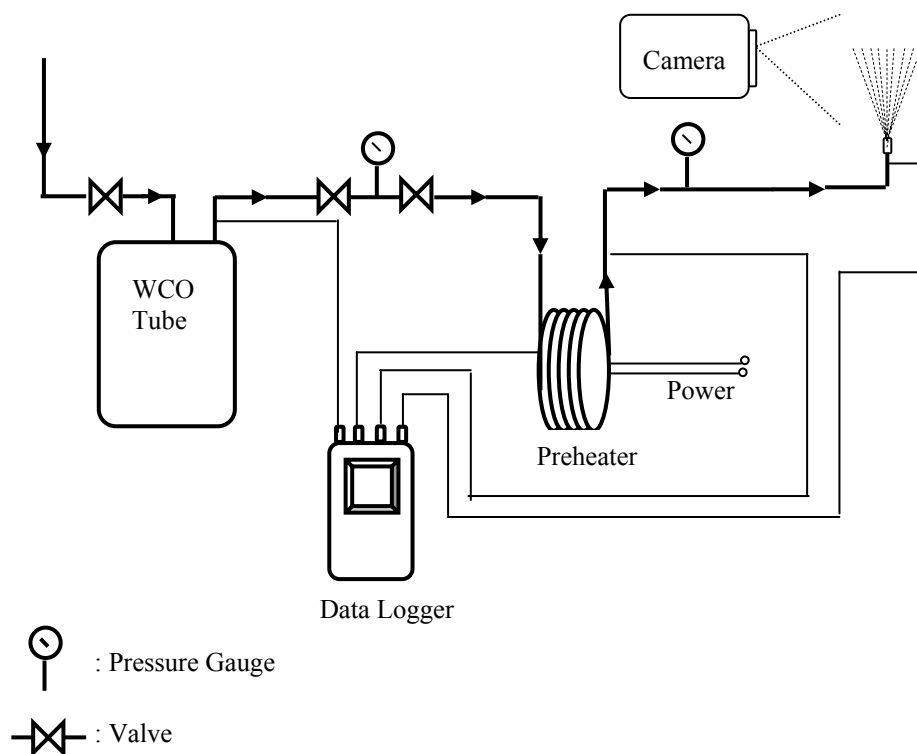 Camera
WCO
Tube
Power
Preheater
Data Logger
: Pressure Gauge
: Valve